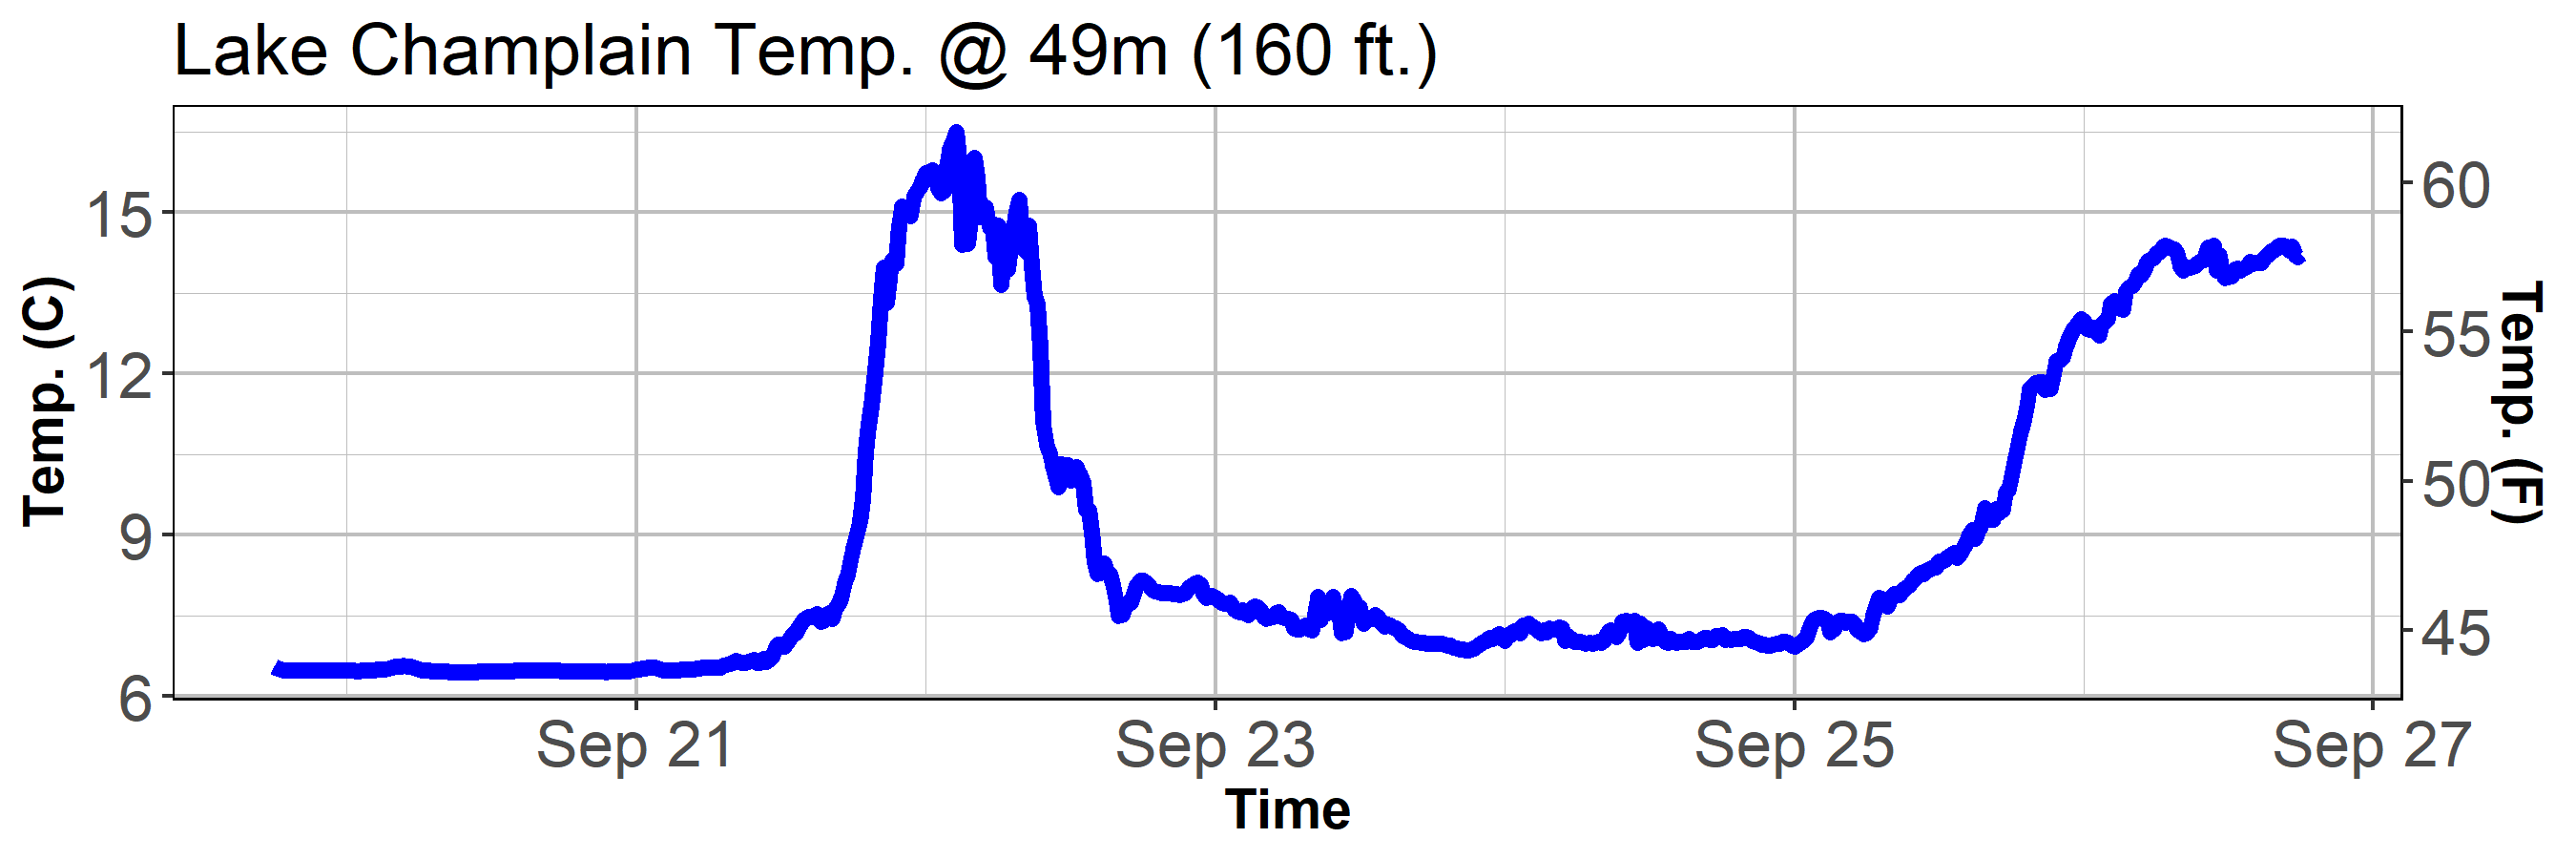 Lake Champlain Temp. @ 49m (160 ft.)
Temp. (C)
15
12
9
6
60
55
50
45
Temp. (F)
Sep 21 Sep 23 Sep 25 Sep 27
Time